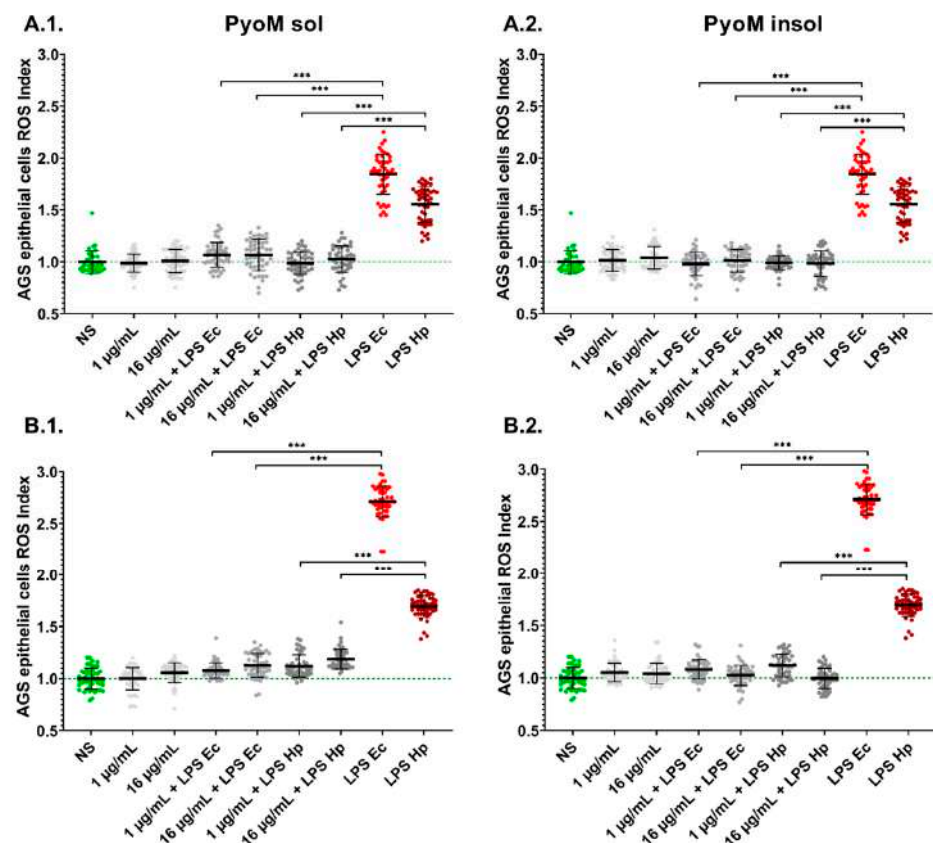 A.1.
PyoM sol
AGS epithelial cells ROS Index
3.0
2.5
2.0
1.5
1.0
0.5
***
***
***
***
NS
1 µg/mL
16 µg/mL
1 µg/mL + LPS Ec
16 µg/mL + LPS Ec
1 µg/mL + LPS Hp
16 µg/mL + LPS Hp
LPS Ec
LPS Hp
A.2.
PyoM insol
AGS epithelial cells ROS Index
3.0
2.5
2.0
1.5
1.0
0.5
***
***
***
***
NS
1 µg/mL
16 µg/mL
1 µg/mL + LPS Ec
16 µg/mL + LPS Ec
1 µg/mL + LPS Hp
16 µg/mL + LPS Hp
LPS Ec
LPS Hp
B.1.
AGS epithelial cells ROS Index
3.0
2.5
2.0
1.5
1.0
0.5
***
***
***
***
NS
1 µg/mL
16 µg/mL
1 µg/mL + LPS Ec
16 µg/mL + LPS Ec
1 µg/mL + LPS Hp
16 µg/mL + LPS Hp
LPS Ec
LPS Hp
B.2.
AGS epithelial ROS Index
3.0
2.5
2.0
1.5
1.0
0.5
***
***
***
***
NS
1 µg/mL
16 µg/mL
1 µg/mL + LPS Ec
16 µg/mL + LPS Ec
1 µg/mL + LPS Hp
16 µg/mL + LPS Hp
LPS Ec
LPS Hp